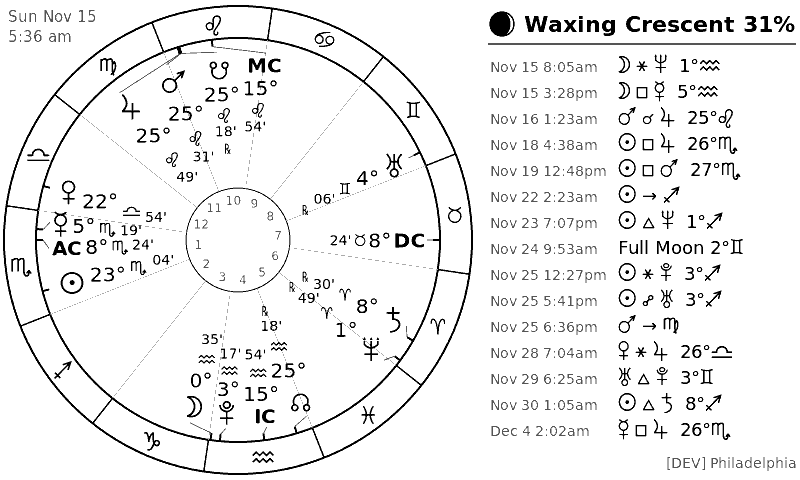 Sun Nov 15
5:36 am
♌
♋
♍
♊
♎
♉
♏
♈
♐
♓
♑
♒
MC
15°
♌
54'
☋
25°
♌
18'
℞
♂
25°
♌
31'
♃
25°
♌
49'
♅ 4° ♊ 06' ℞
♀ 22° ♎ 54'
☿ 5° ♏ 19'
AC 8° ♏ 24'
☉ 23° ♏ 04'
24' ♉ 8° DC
10
11
9
12
8
1
7
2
6
3
4
5
℞ 30' ♈ 8° ♄
℞ 49' ♈ 1° ♆
℞
18'
♒
25°
☊
35'
♒
0°
☽
17'
♒
3°
♇
54'
♒
15°
IC
Waxing Crescent 31%
Nov 15 8:05am ☽ ⚹ ♆ 1°♒
Nov 15 3:28pm ☽ □ ☿ 5°♒
Nov 16 1:23am ♂ ☌ ♃ 25°♌
Nov 18 4:38am ☉ □ ♃ 26°♏
Nov 19 12:48pm ☉ □ ♂ 27°♏
Nov 22 2:23am ☉ → ♐
Nov 23 7:07pm ☉ △ ♆ 1°♐
Nov 24 9:53am Full Moon 2°♊
Nov 25 12:27pm ☉ ⚹ ♇ 3°♐
Nov 25 5:41pm ☉ ☍ ♅ 3°♐
Nov 25 6:36pm ♂ → ♍
Nov 28 7:04am ♀ ⚹ ♃ 26°♎
Nov 29 6:25am ♅ △ ♇ 3°♊
Nov 30 1:05am ☉ △ ♄ 8°♐
Dec 4 2:02am ☿ □ ♃ 26°♏
[DEV] Philadelphia